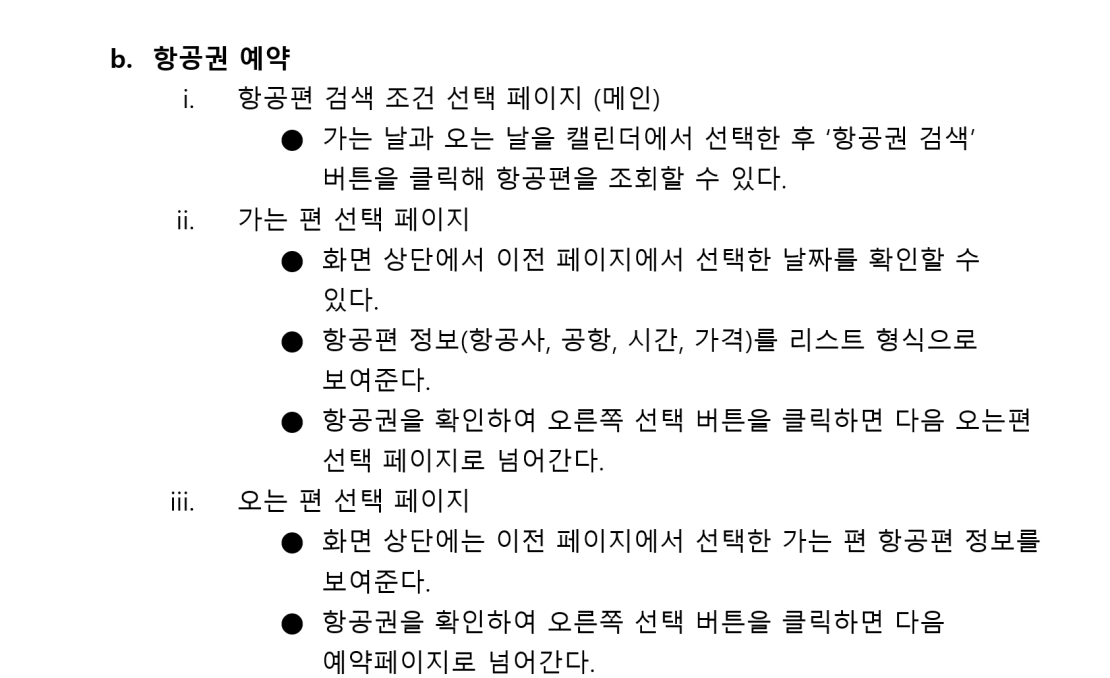 b. 항공권 예약
i. 항공편 검색 조건 선택 페이지 (메인)
● 가는 날과 오는 날을 캘린더에서 선택한 후 ‘항공권 검색’
버튼을 클릭해 항공편을 조회할 수 있다.
ii. 가는 편 선택 페이지
● 화면 상단에서 이전 페이지에서 선택한 날짜를 확인할 수
있다.
● 항공편 정보(항공사, 공항, 시간, 가격)를 리스트 형식으로
보여준다.
● 항공권을 확인하여 오른쪽 선택 버튼을 클릭하면 다음 오는편
선택 페이지로 넘어간다.
iii. 오는 편 선택 페이지
● 화면 상단에는 이전 페이지에서 선택한 가는 편 항공편 정보를
보여준다.
● 항공권을 확인하여 오른쪽 선택 버튼을 클릭하면 다음
예약페이지로 넘어간다.